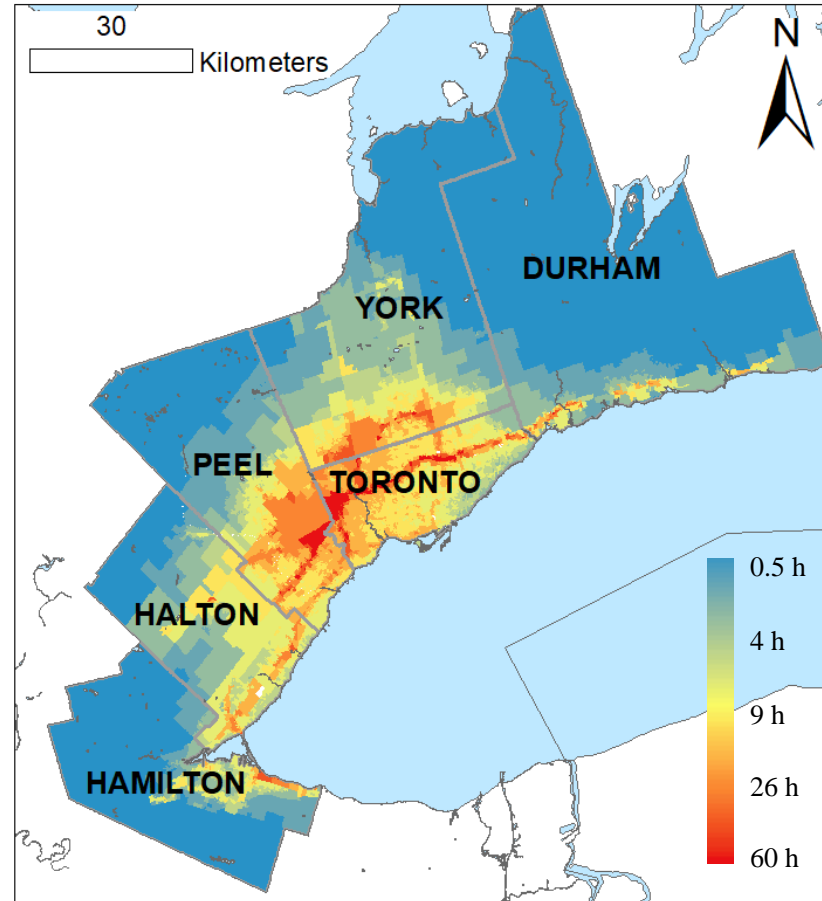 30
Kilometers
N
DURHAM
YORK
PEEL
TORONTO
HALTON
HAMILTON
0.5 h
4 h
9 h
26 h
60 h